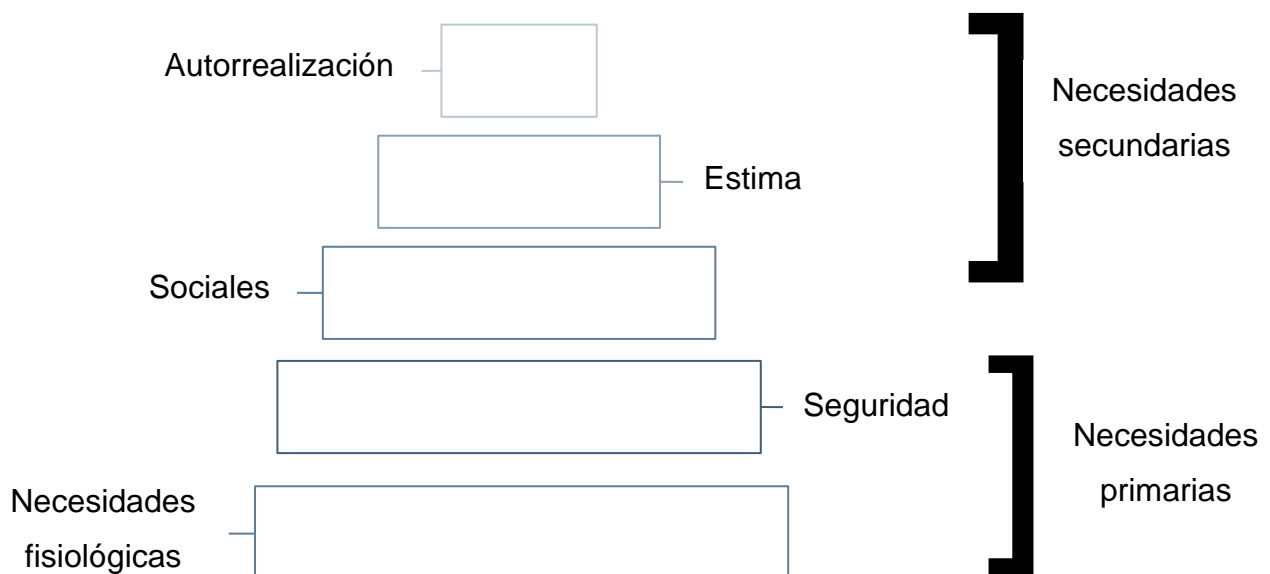 Autorrealización
Necesidades
secundarias
Estima
Sociales
Seguridad
Necesidades
primarias
Necesidades
fisiológicas